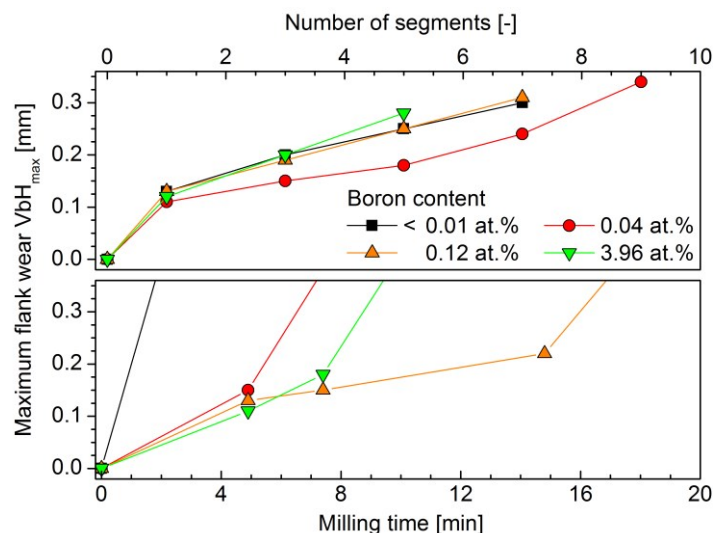 Number of segments [-]
0 2 4 6 8 10
Maximum flank wear VbH_max [mm]
0.3
0.2
0.1
0.0
Boron content
< 0.01 at.% 0.04 at.%
0.12 at.% 3.96 at.%
0.3
0.2
0.1
0.0
0 4 8 12 16 20
Milling time [min]